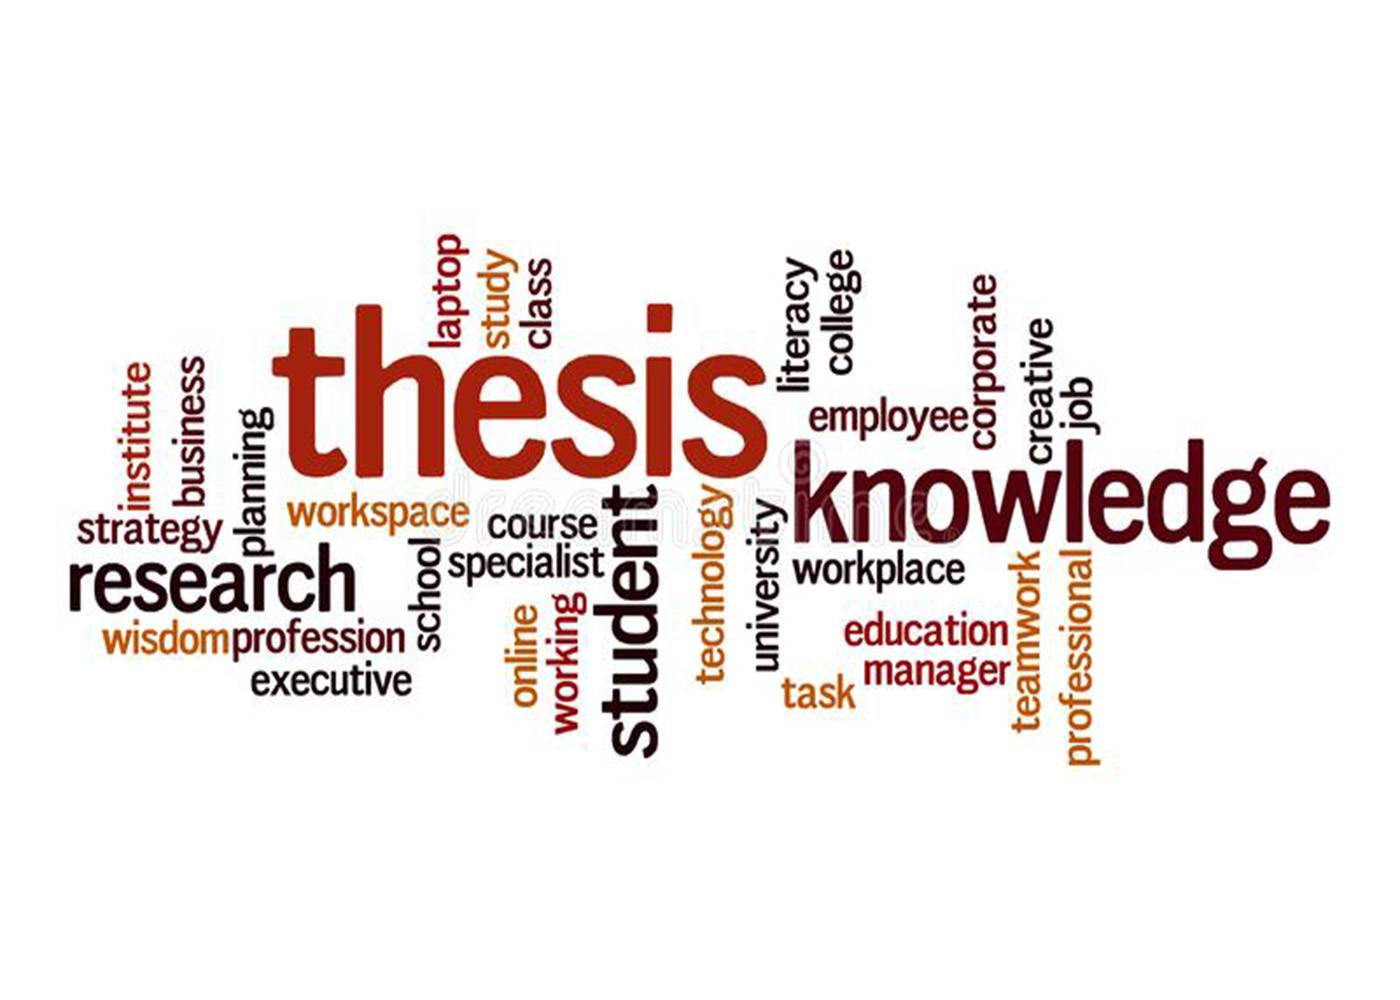 laptop
study
class
literacy
college
corporate
creative
job
thesis
institute
business
planning
employee
knowledge
strategy
workspace
course
student
technology
university
research
school
specialist
workplace
wisdom
profession
executive
online
working
education
manager
task
teamwork
professional